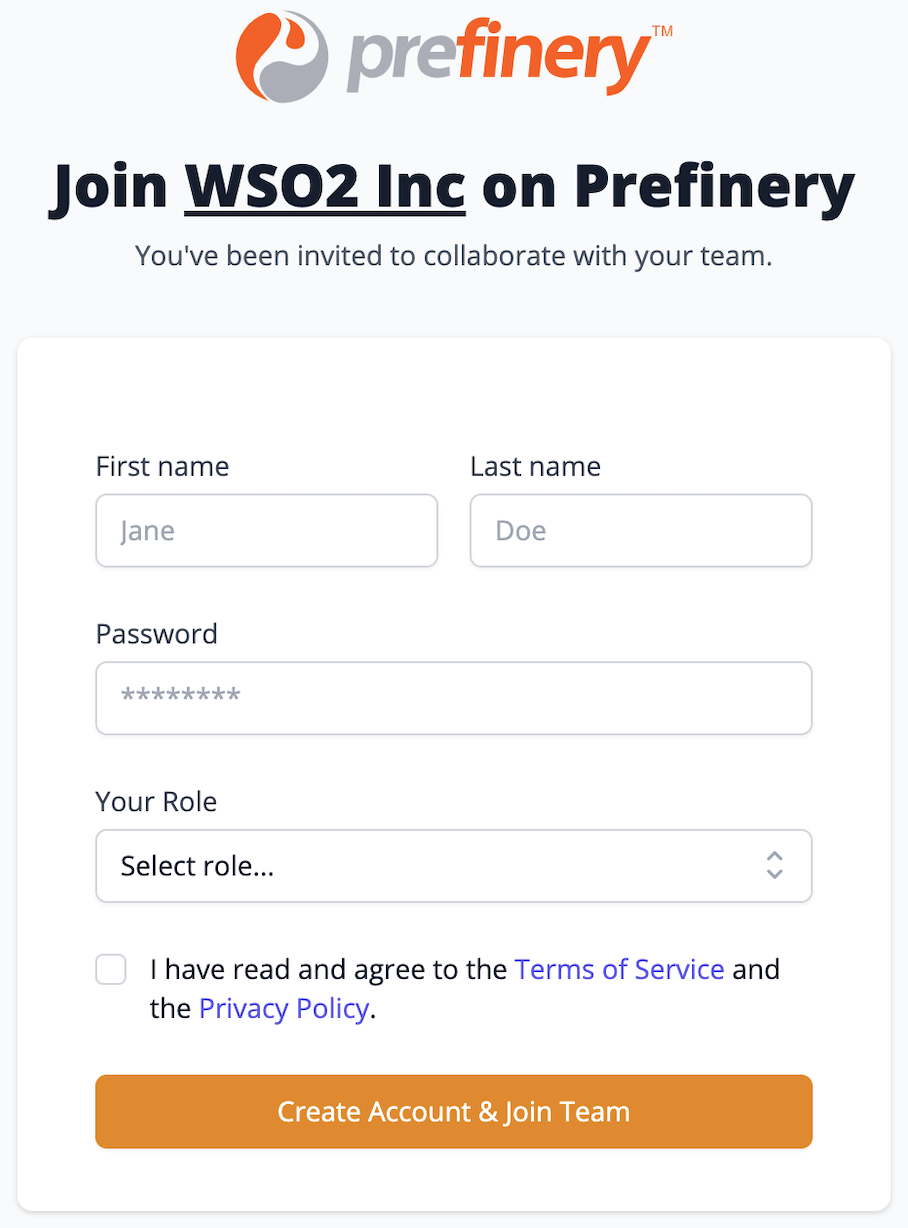 prefinery™
Join WSO2 Inc on Prefinery
You've been invited to collaborate with your team.
First name
Last name
Jane
Doe
Password
********
Your Role
Select role...
I have read and agree to the Terms of Service and
the Privacy Policy.
Create Account & Join Team